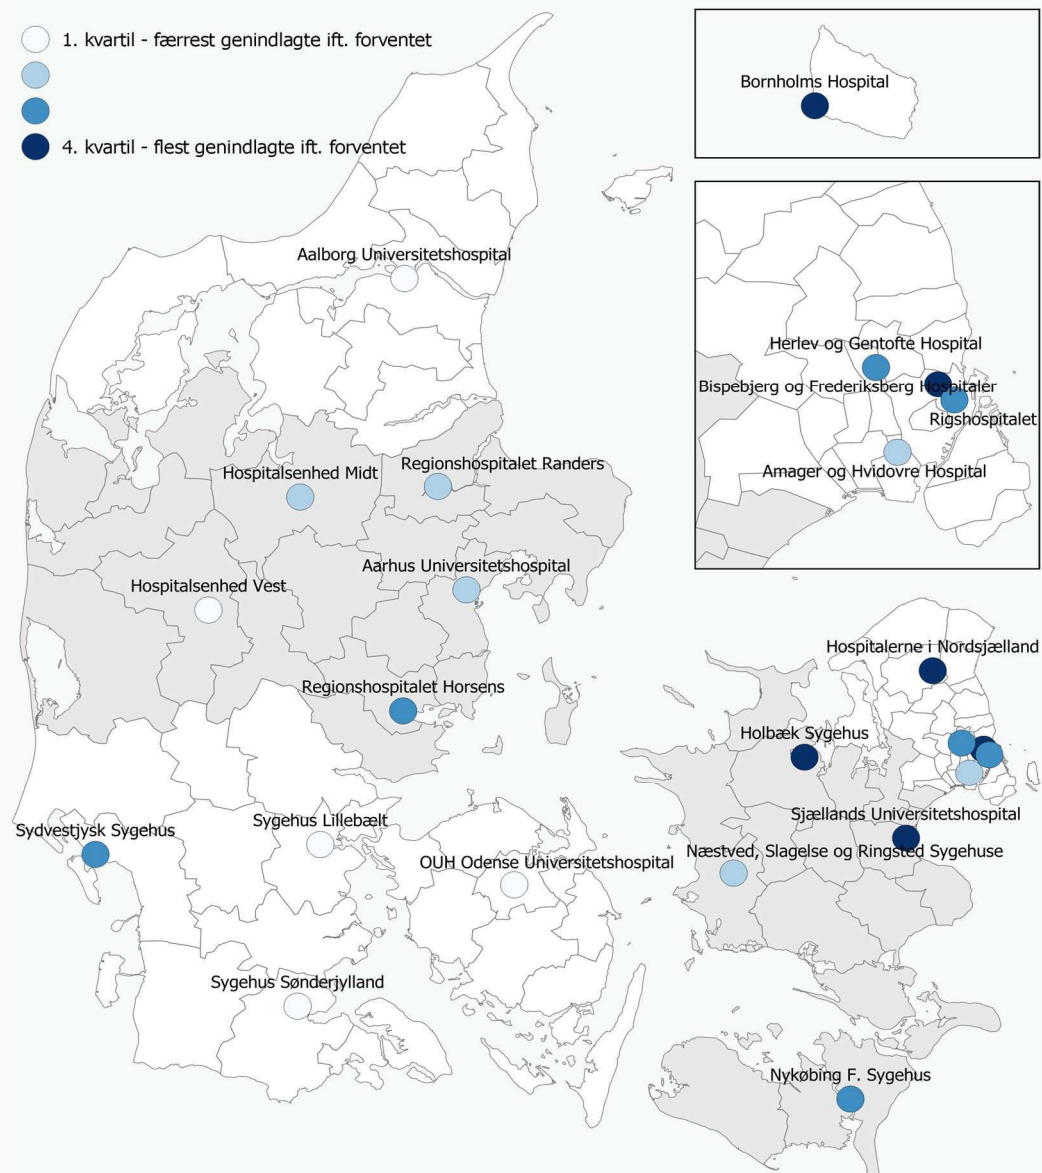 1. kvartil - færrest genindlagte ift. forventet
4. kvartil - flest genindlagte ift. forventet
Bornholms Hospital
Aalborg Universitetshospital
Herlev og Gentofte Hospital
Bispebjerg og Frederiksberg Hospitaler
Rigshospitalet
Amager og Hvidovre Hospital
Hospitalsenhed Midt
Regionshospitalet Randers
Aarhus Universitetshospital
Hospitalsenhed Vest
Regionshospitalet Horsens
Hospitalerne i Nordsjælland
Holbæk Sygehus
Sjællands Universitetshospital
Næstved, Slagelse og Ringsted Sygehuse
Sydvestjysk Sygehus
Sygehus Lillebælt
OUH Odense Universitetshospital
Sygehus Sønderjylland
Nykøbing F. Sygehus